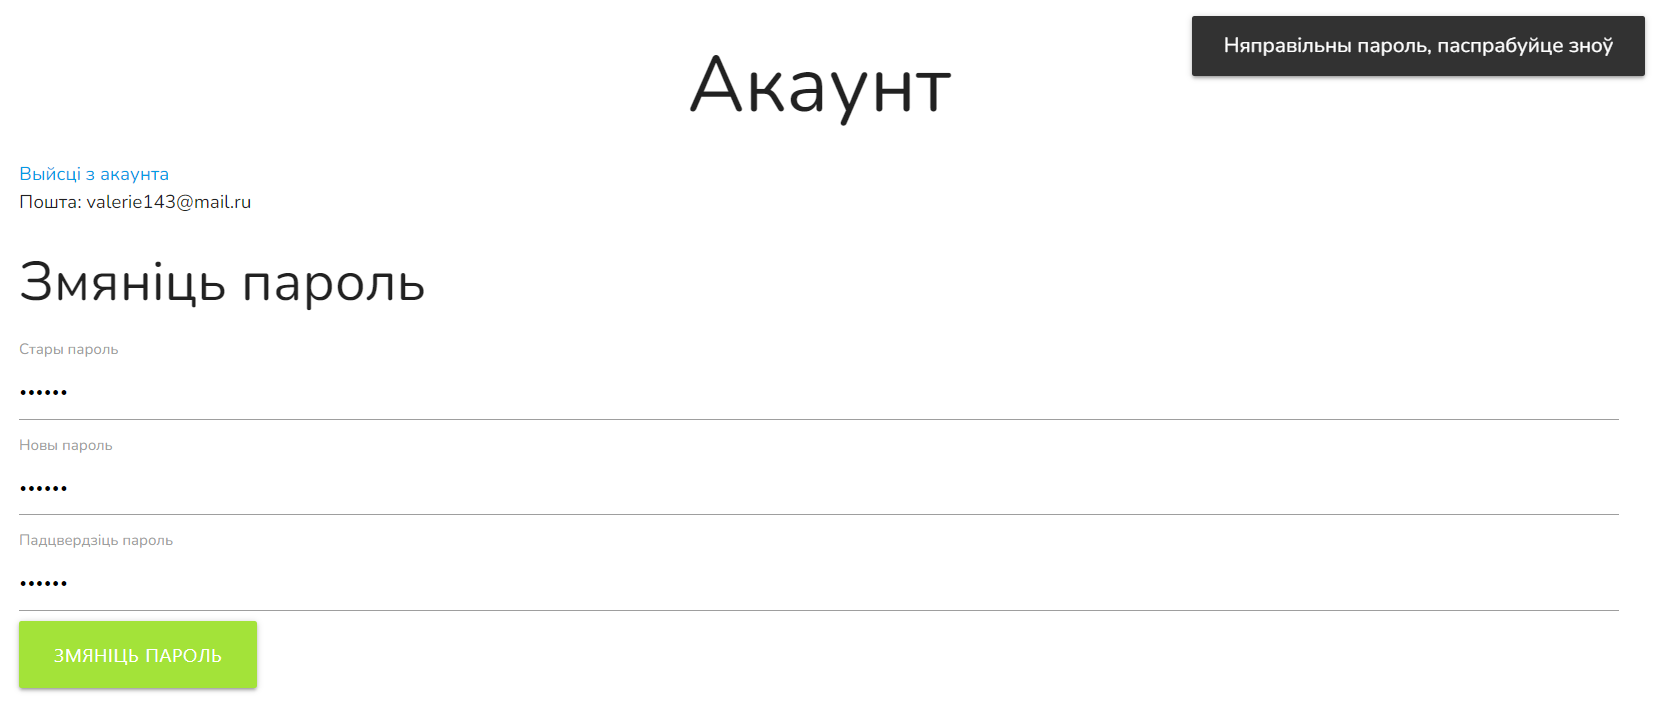 Няправільны пароль, паспрабуйце зноў
Акаунт
Выйсці з акаунта
Пошта: valerie143@mail.ru
Змяніць пароль
Стары пароль
••••••
Новы пароль
••••••
Падцвердзіць пароль
••••••
ЗМЯНІЦЬ ПАРОЛЬ